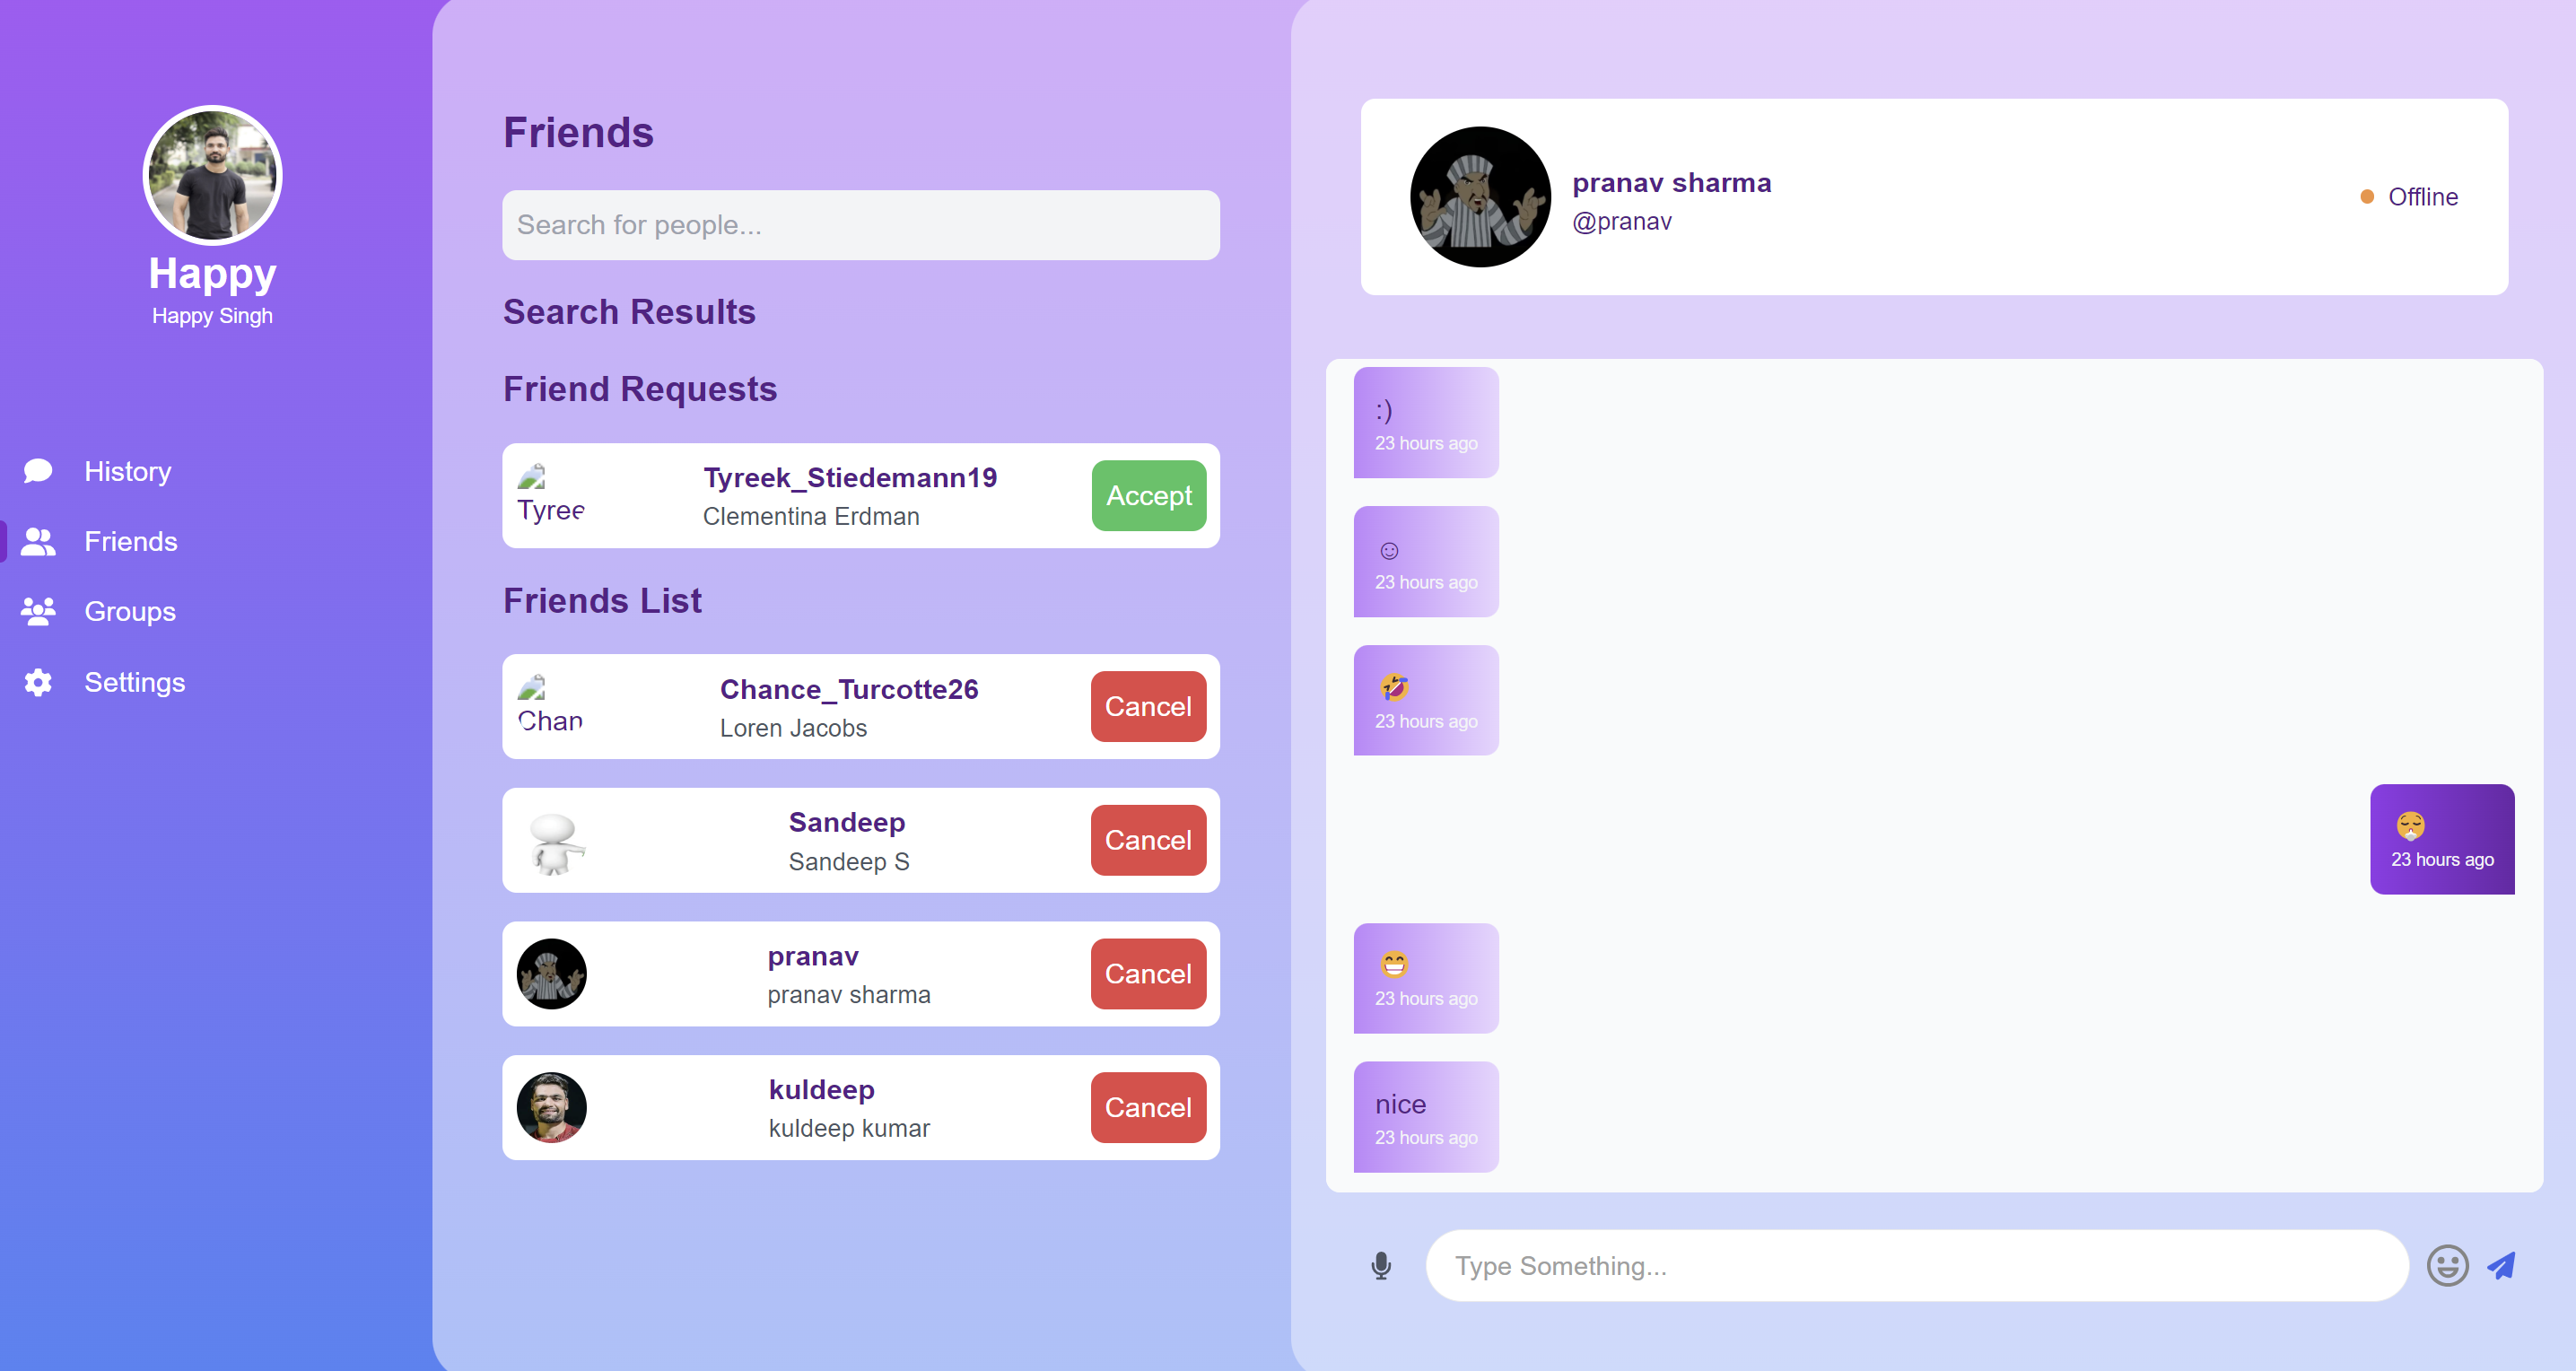 Happy
Happy Singh
History
Friends
Groups
Settings
Friends
Search for people...
Search Results
Friend Requests
Tyree
Tyreek_Stiedemann19
Clementina Erdman
Accept
Friends List
Chan
Chance_Turcotte26
Loren Jacobs
Cancel
Sandeep
Sandeep S
Cancel
pranav
pranav sharma
Cancel
kuldeep
kuldeep kumar
Cancel
pranav sharma
@pranav
Offline
:)
23 hours ago
☺
23 hours ago
🤣
23 hours ago
😮‍💨
23 hours ago
😁
23 hours ago
nice
23 hours ago
Type Something...